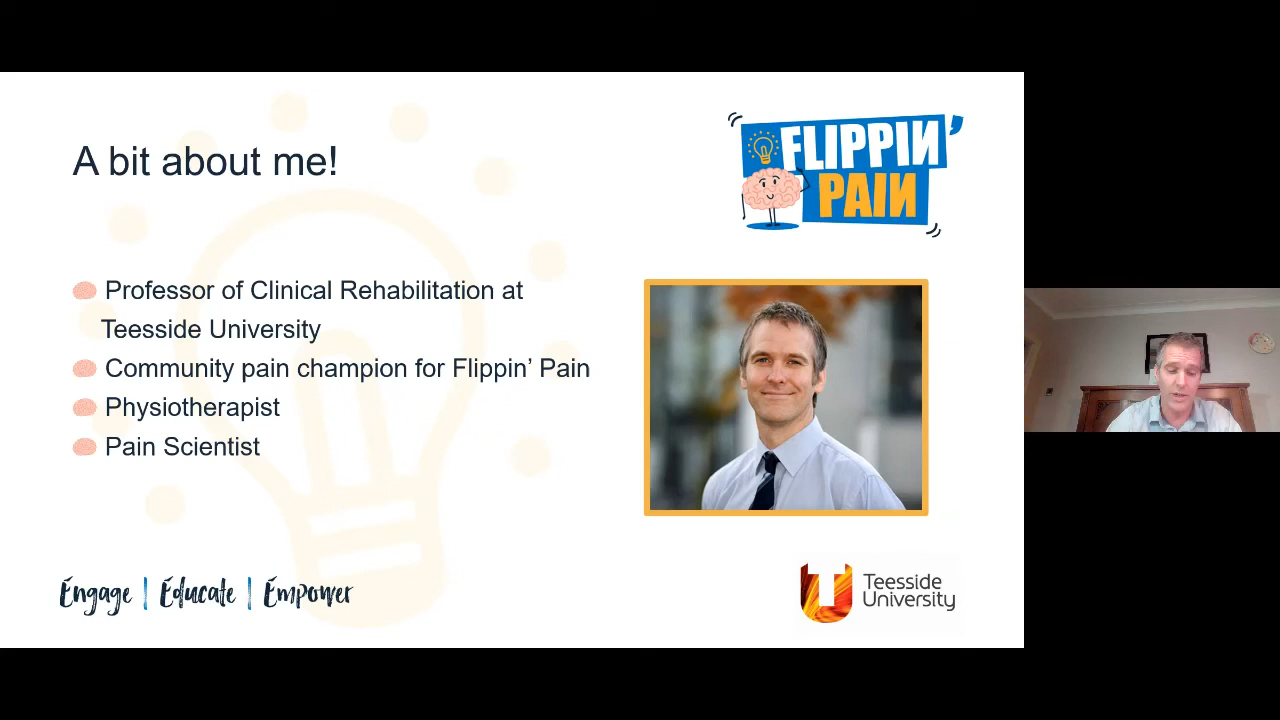 A bit about me!
FLIPPIN'
PAIN
Professor of Clinical Rehabilitation at
Teesside University
Community pain champion for Flippin’ Pain
Physiotherapist
Pain Scientist
Engage | Educate | Empower
Teesside
University